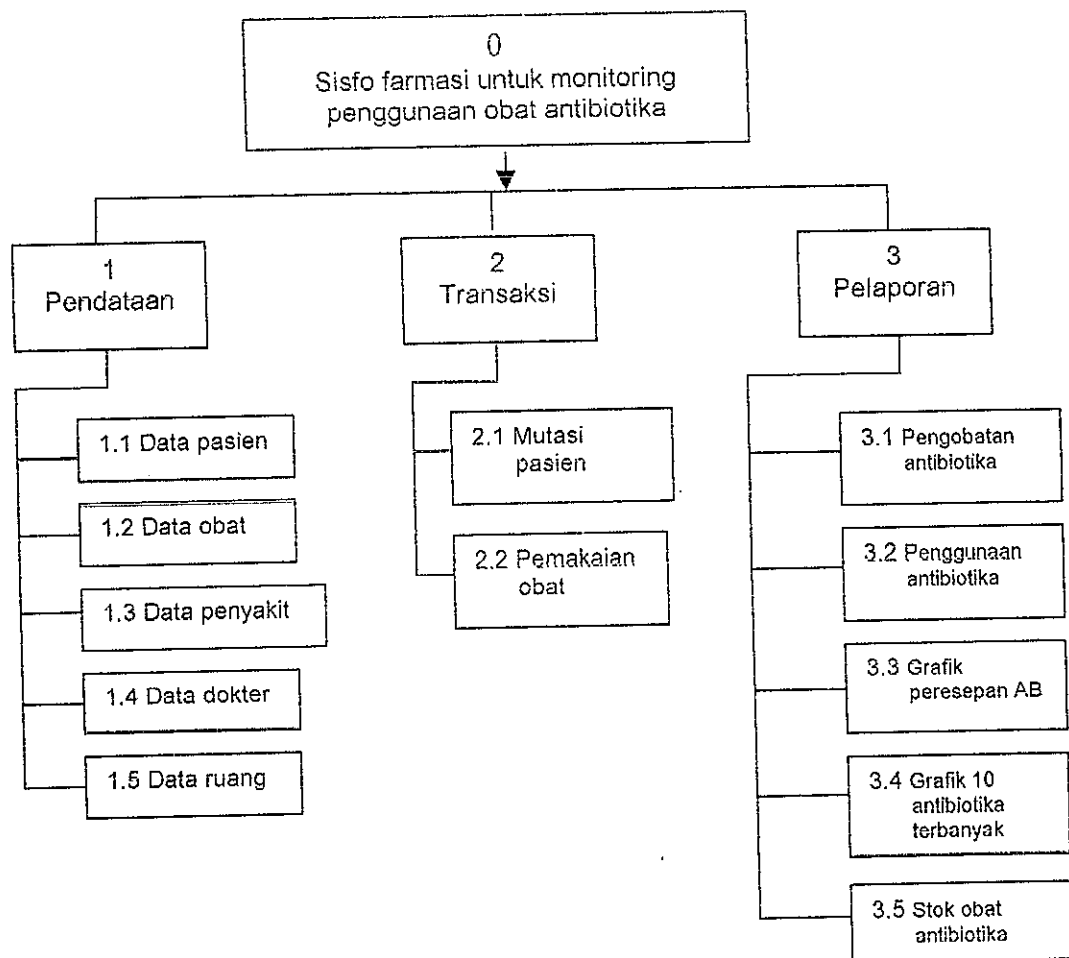 0
Sisfo farmasi untuk monitoring
penggunaan obat antibiotika
1
Pendataan
2
Transaksi
3
Pelaporan
1.1 Data pasien
1.2 Data obat
1.3 Data penyakit
1.4 Data dokter
1.5 Data ruang
2.1 Mutasi
pasien
2.2 Pemakaian
obat
3.1 Pengobatan
antibiotika
3.2 Penggunaan
antibiotika
3.3 Grafik
peresepan AB
3.4 Grafik 10
antibiotika
terbanyak
3.5 Stok obat
antibiotika